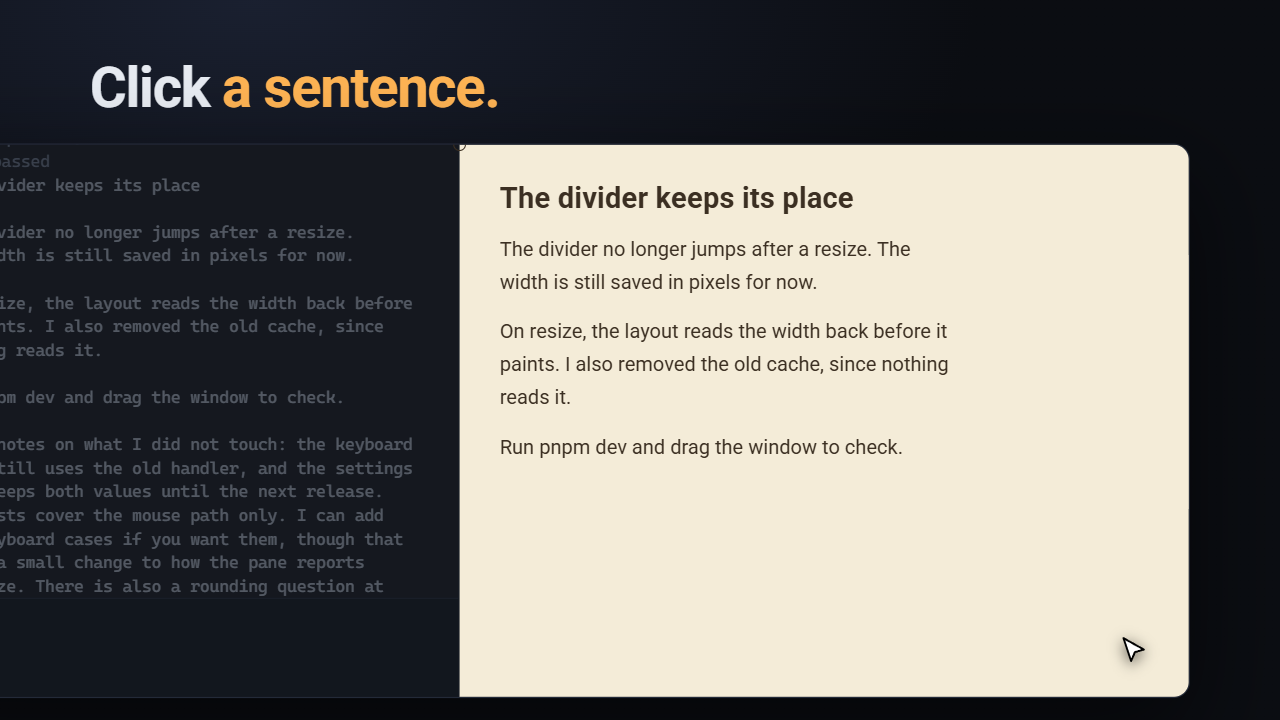 Click a sentence.
passed
vider keeps its place
vider no longer jumps after a resize.
dth is still saved in pixels for now.
ize, the layout reads the width back before
nts. I also removed the old cache, since
g reads it.
pm dev and drag the window to check.
notes on what I did not touch: the keyboard
till uses the old handler, and the settings
eeps both values until the next release.
sts cover the mouse path only. I can add
yboard cases if you want them, though that
a small change to how the pane reports
ze. There is also a rounding question at
The divider keeps its place
The divider no longer jumps after a resize. The
width is still saved in pixels for now.
On resize, the layout reads the width back before it
paints. I also removed the old cache, since nothing
reads it.
Run pnpm dev and drag the window to check.